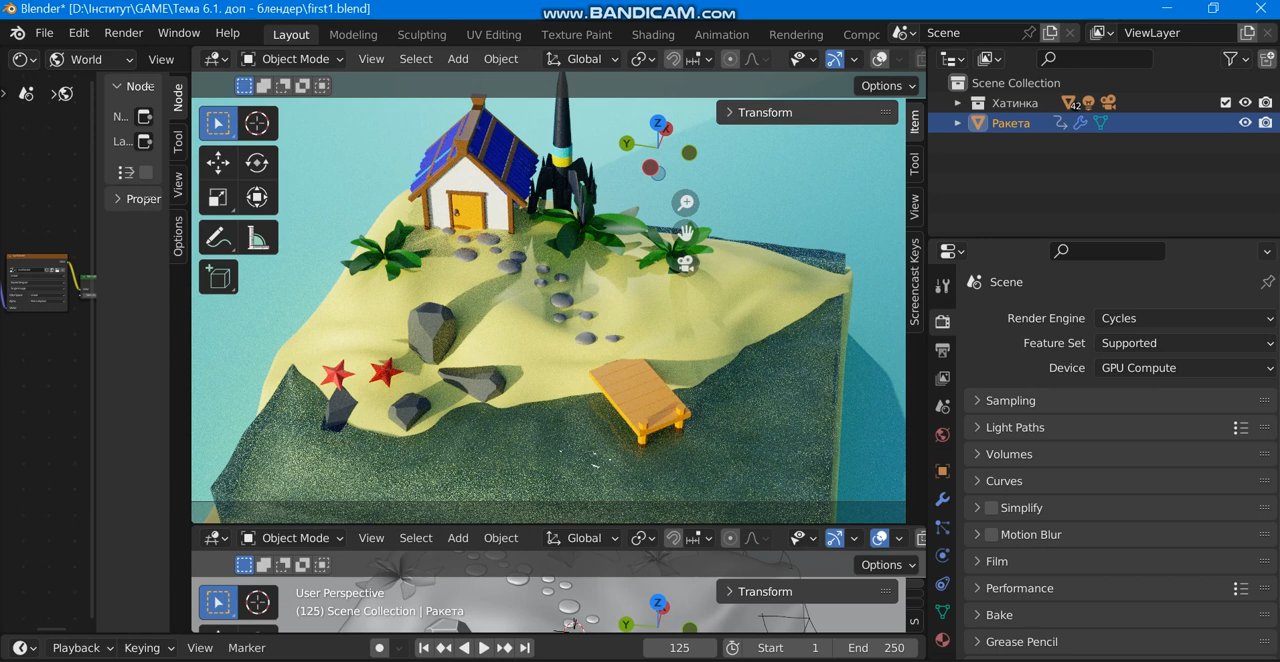 Blender* [D:\Інститут\GAME\Тема 6.1. доп - блендер\first1.blend]
www.BANDICAM.com
File Edit Render Window Help
Layout Modeling Sculpting UV Editing Texture Paint Shading Animation Rendering Compc
Scene
ViewLayer
World View
Object Mode View Select Add Object Global
Options
Node
N...
La...
Proper
Node
Tool
View
Options
Transform
Item
Tool
View
Screencast Keys
Z
X
Y
Scene Collection
Хатинка
42
Ракета
Scene
Render Engine Cycles
Feature Set Supported
Device GPU Compute
Sampling
Light Paths
Volumes
Curves
Simplify
Motion Blur
Film
Performance
Bake
Grease Pencil
Object Mode View Select Add Object Global
Options
User Perspective
(125) Scene Collection | Ракета
Transform
Z
Y
S
Playback Keying View Marker
125
Start 1
End 250